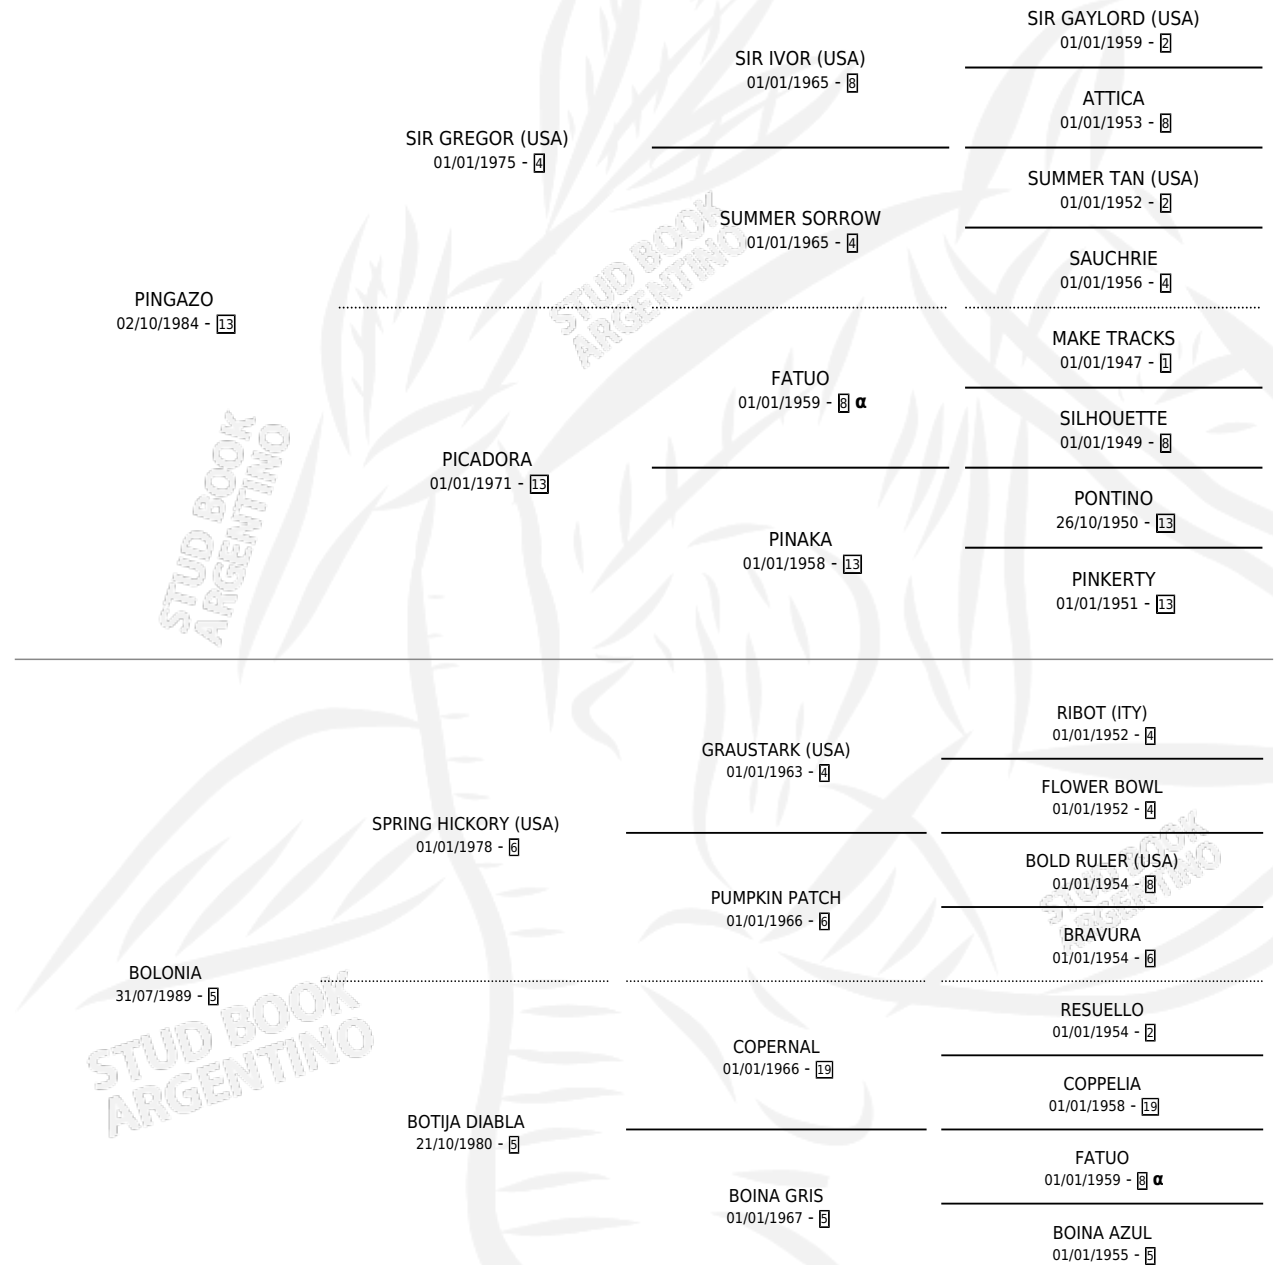 SIR GAYLORD (USA)
01/01/1959 - 2
SIR IVOR (USA)
01/01/1965 - 8
ATTICA
01/01/1953 - 8
SIR GREGOR (USA)
01/01/1975 - 4
SUMMER TAN (USA)
01/01/1952 - 2
SUMMER SORROW
01/01/1965 - 4
SAUCHRIE
01/01/1956 - 4
PINGAZO
02/10/1984 - 13
MAKE TRACKS
01/01/1947 - 1
FATUO
01/01/1959 - 8 α
SILHOUETTE
01/01/1949 - 8
PICADORA
01/01/1971 - 13
PONTINO
26/10/1950 - 13
PINAKA
01/01/1958 - 13
PINKERTY
01/01/1951 - 13
STUD BOOK
ARGENTINO
STUD BOOK
ARGENTINO
RIBOT (ITY)
01/01/1952 - 4
GRAUSTARK (USA)
01/01/1963 - 4
FLOWER BOWL
01/01/1952 - 4
SPRING HICKORY (USA)
01/01/1978 - 6
BOLD RULER (USA)
01/01/1954 - 8
PUMPKIN PATCH
01/01/1966 - 6
BRAVURA
01/01/1954 - 6
BOLONIA
31/07/1989 - 5
RESUELLO
01/01/1954 - 2
COPERNAL
01/01/1966 - 19
COPPELIA
01/01/1958 - 19
BOTIJA DIABLA
21/10/1980 - 5
FATUO
01/01/1959 - 8 α
BOINA GRIS
01/01/1967 - 5
BOINA AZUL
01/01/1955 - 5
STUD BOOK
ARGENTINO
STUD BOOK
ARGENTINO